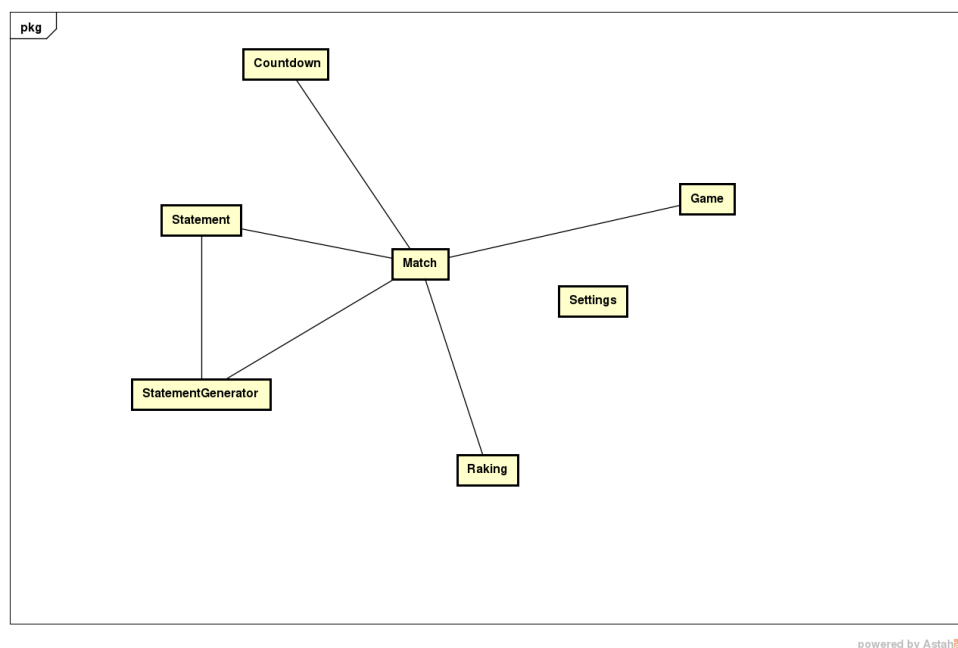 pkg
Countdown
Game
Statement
Match
Settings
StatementGenerator
Raking
powered by Astah